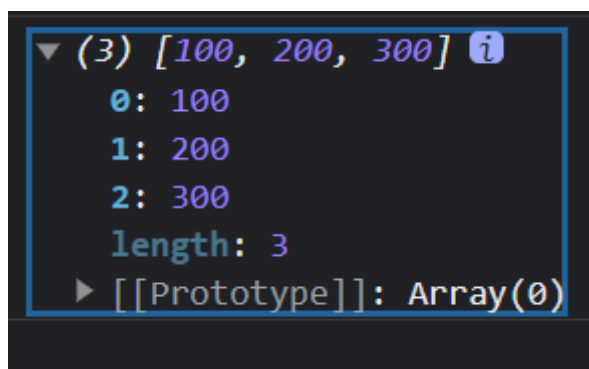 ▼ (3) [100, 200, 300] i
0: 100
1: 200
2: 300
length: 3
▶ [[Prototype]]: Array(0)